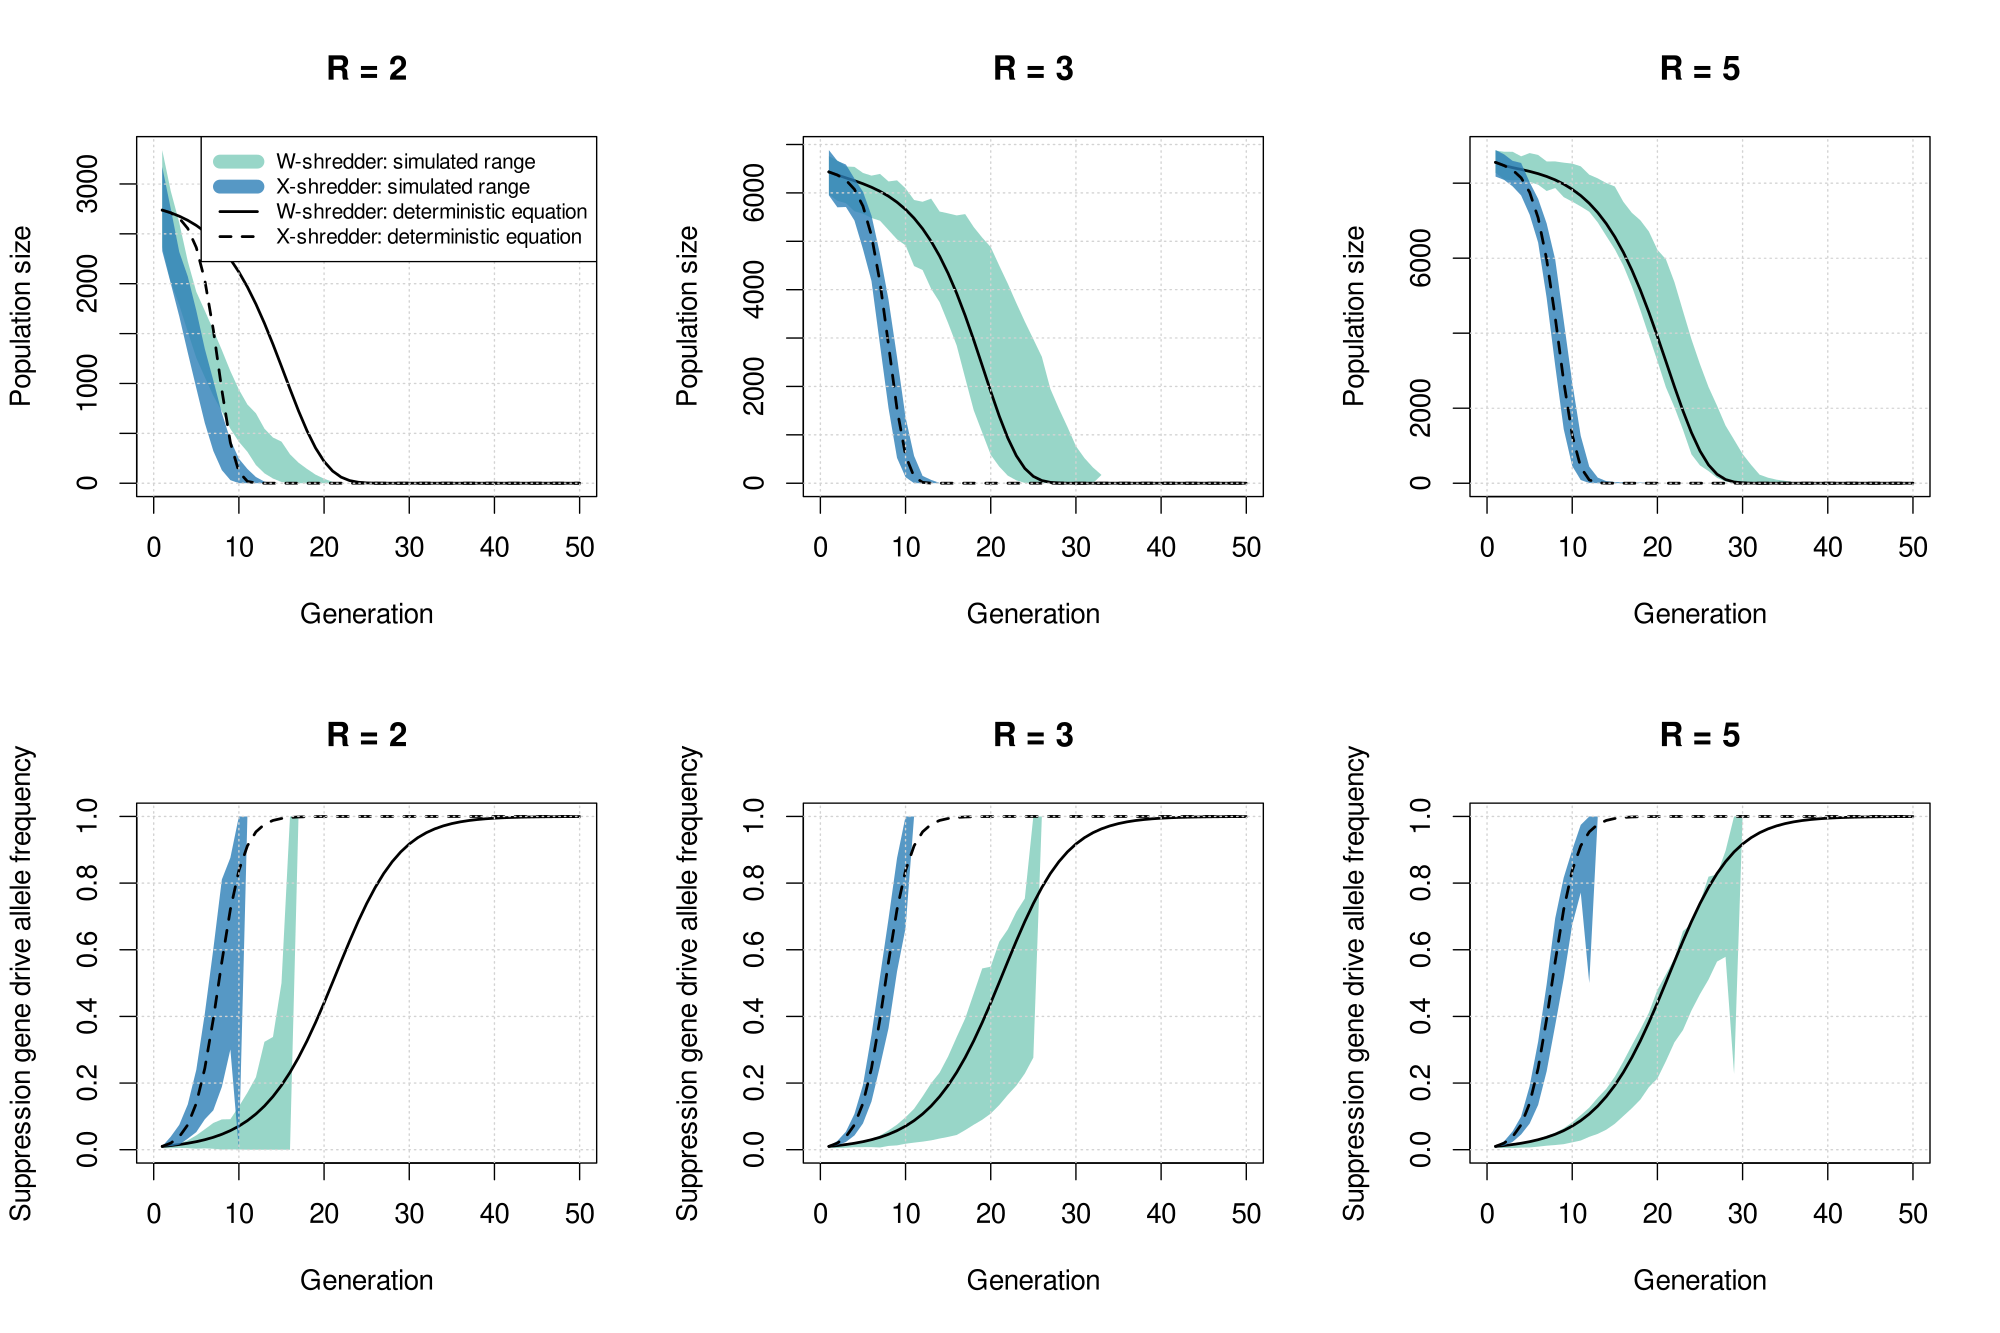 R = 2
Population size
3000
2000
1000
0
W-shredder: simulated range
X-shredder: simulated range
W-shredder: deterministic equation
X-shredder: deterministic equation
0 10 20 30 40 50
Generation
R = 3
Population size
6000
4000
2000
0
0 10 20 30 40 50
Generation
R = 5
Population size
6000
2000
0
0 10 20 30 40 50
Generation
R = 2
Suppression gene drive allele frequency
1.0
0.8
0.6
0.4
0.2
0.0
0 10 20 30 40 50
Generation
R = 3
Suppression gene drive allele frequency
1.0
0.8
0.6
0.4
0.2
0.0
0 10 20 30 40 50
Generation
R = 5
Suppression gene drive allele frequency
1.0
0.8
0.6
0.4
0.2
0.0
0 10 20 30 40 50
Generation